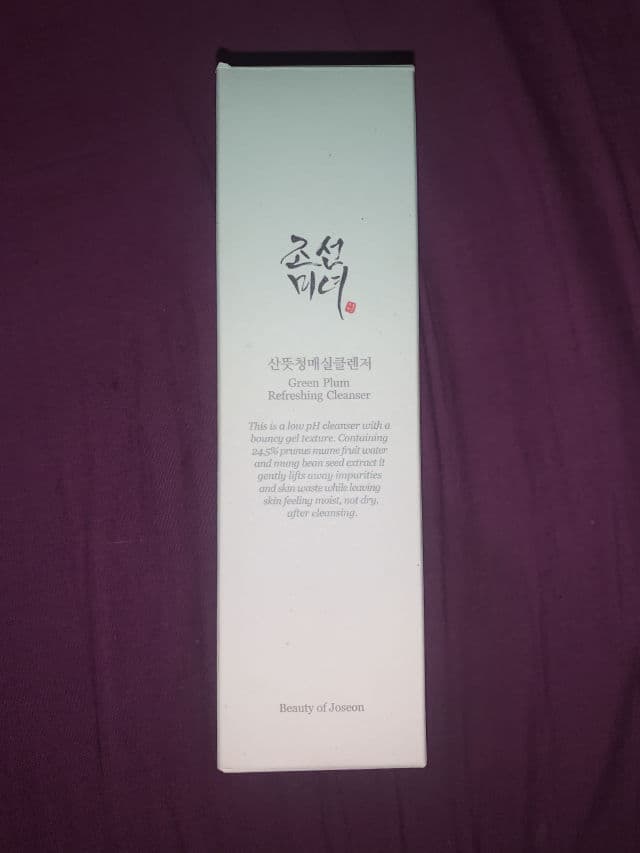 조선
미녀
산뜻청매실클렌저
Green Plum
Refreshing Cleanser
This is a low pH cleanser with a
bouncy gel texture. Containing
24.5% prunus mume fruit water
and mung bean seed extract it
gently lifts away impurities
and skin waste while leaving
skin feeling moist, not dry,
after cleansing.
Beauty of Joseon